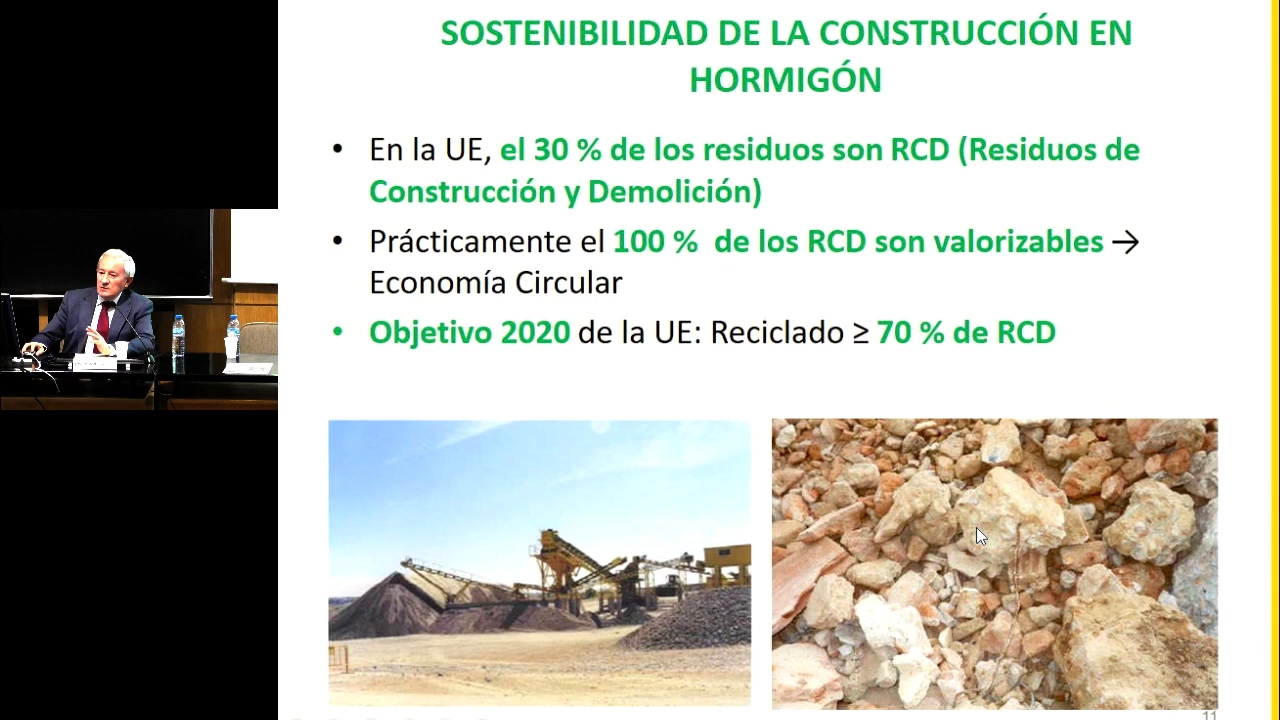 SOSTENIBILIDAD DE LA CONSTRUCCIÓN EN
HORMIGÓN
• En la UE, el 30 % de los residuos son RCD (Residuos de
Construcción y Demolición)
• Prácticamente el 100 % de los RCD son valorizables →
Economía Circular
• Objetivo 2020 de la UE: Reciclado ≥ 70 % de RCD
11